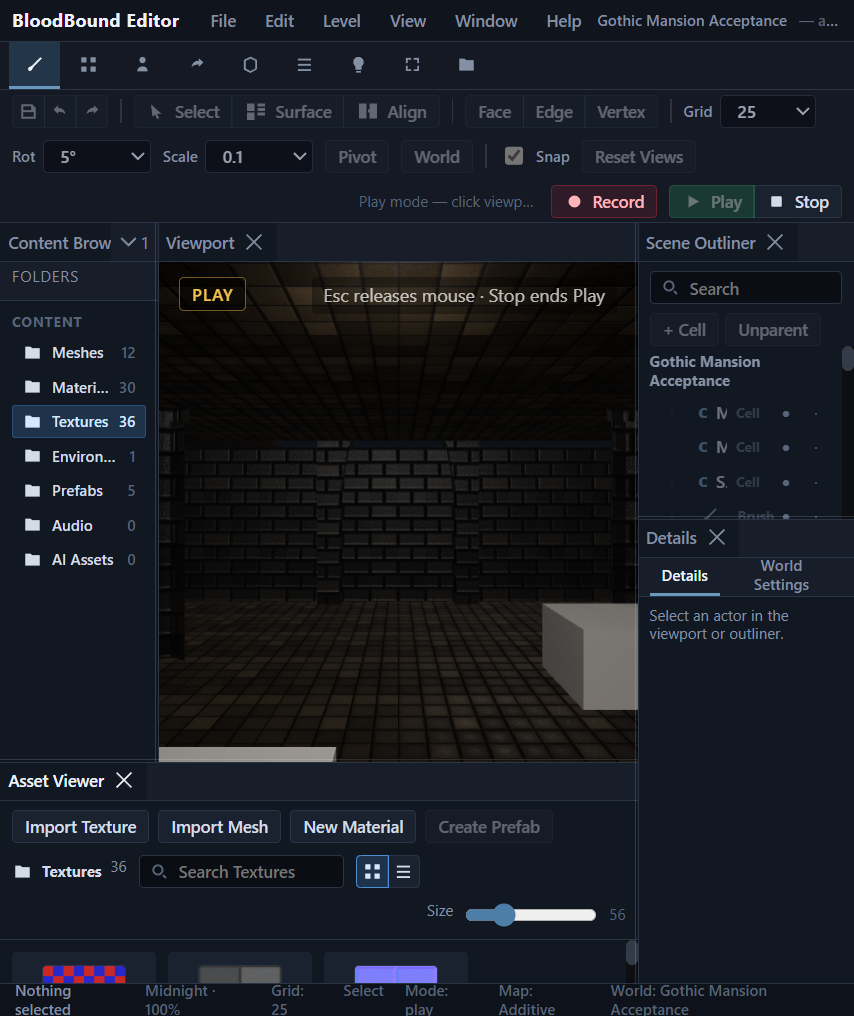 BloodBound Editor File Edit Level View Window Help Gothic Mansion Acceptance — a...
Select Surface Align Face Edge Vertex Grid 25
Rot 5° Scale 0.1 Pivot World Snap Reset Views
Play mode — click viewp... Record Play Stop
Content Brow 1 Viewport Scene Outliner
FOLDERS
CONTENT
Meshes 12
Materi... 30
Textures 36
Environ... 1
Prefabs 5
Audio 0
AI Assets 0
PLAY Esc releases mouse · Stop ends Play
Search
+ Cell Unparent
Gothic Mansion
Acceptance
C M Cell
C M Cell
C S. Cell
Brush
Details
Details World
Settings
Select an actor in the
viewport or outliner.
Asset Viewer
Import Texture Import Mesh New Material Create Prefab
Textures 36 Search Textures
Size 56
Nothing
selected
Midnight ·
100%
Grid:
25
Select
Mode:
play
Map:
Additive
World: Gothic Mansion
Acceptance